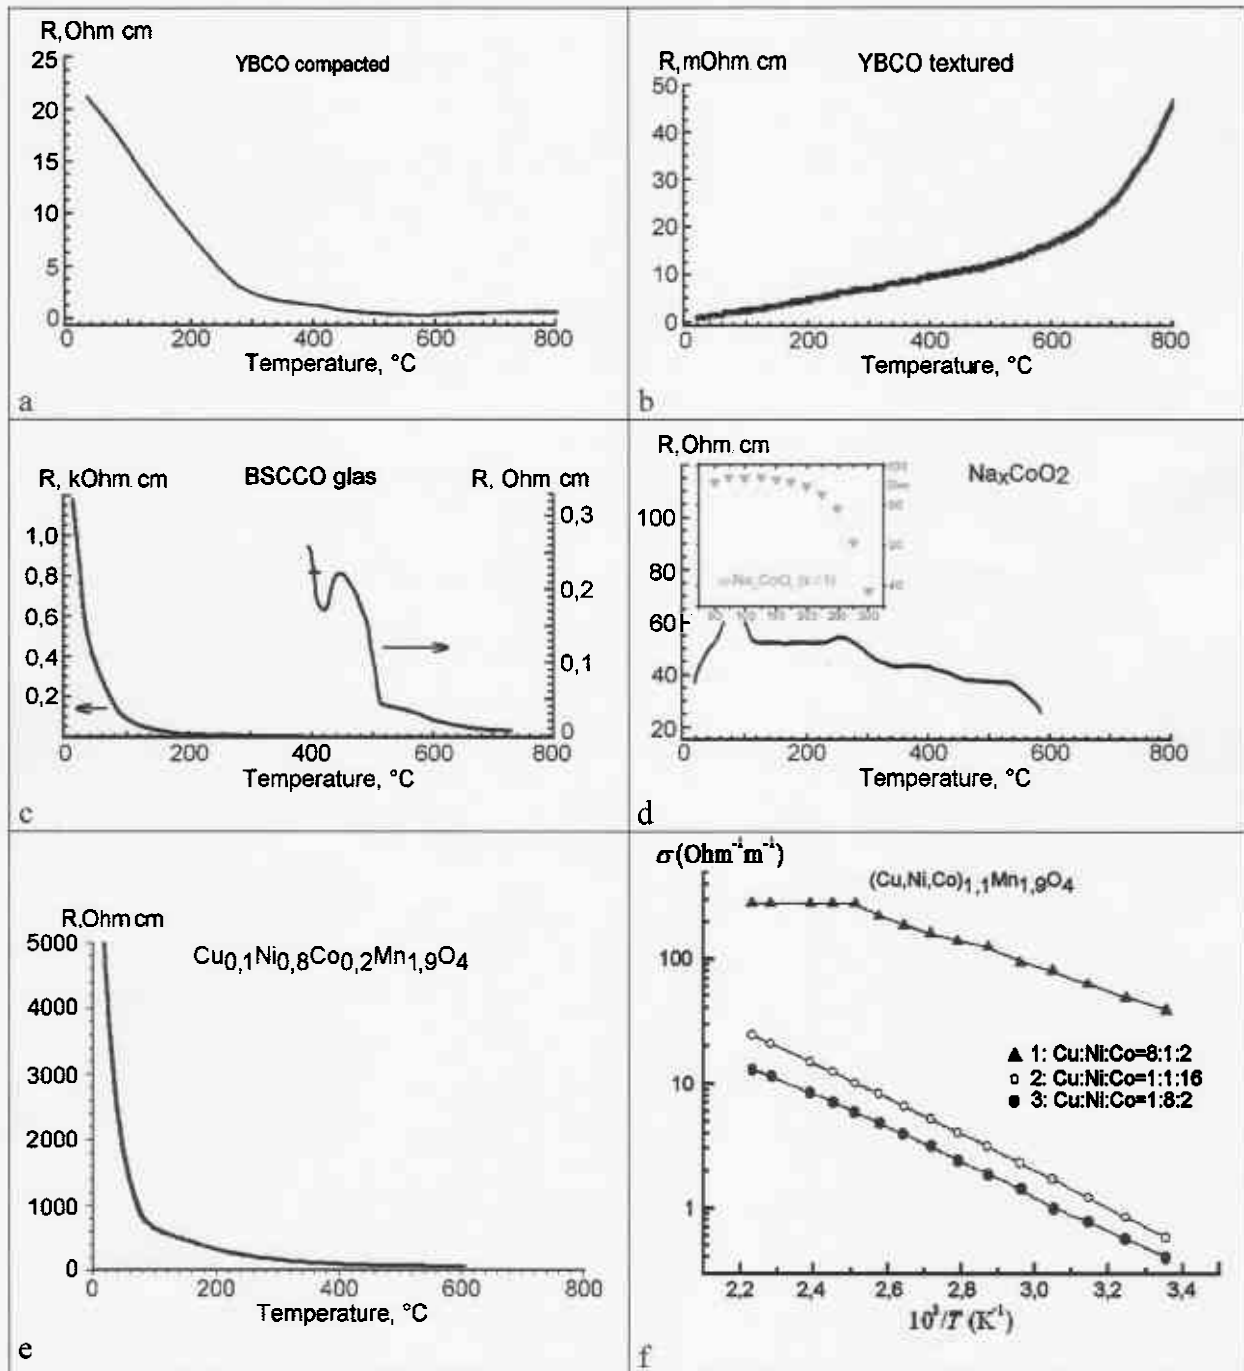 R, Ohm cm
YBCO compacted
25
20
15
10
5
0
0 200 400 600 800
Temperature, °C
a
R, mOhm cm
YBCO textured
50
40
30
20
10
0
0 200 400 600 800
Temperature, °C
b
R, kOhm cm
BSCCO glas
R, Ohm cm
1,0
0,8
0,6
0,4
0,2
0,3
0,2
0,1
0
0 200 400 600 800
Temperature, °C
c
R, Ohm cm
NaxCoO2
100
80
60
40
20
0 200 400 600 800
Temperature, °C
d
R, Ohm cm
Cu0,1Ni0,8Co0,2Mn1,9O4
5000
4000
3000
2000
1000
0
0 200 400 600 800
Temperature, °C
e
σ (Ohm⁻¹m⁻¹)
(Cu,Ni,Co)1,1Mn1,9O4
100
10
1
▲ 1: Cu:Ni:Co=8:1:2
○ 2: Cu:Ni:Co=1:1:16
● 3: Cu:Ni:Co=1:8:2
2,2 2,4 2,6 2,8 3,0 3,2 3,4
10³/T (K⁻¹)
f